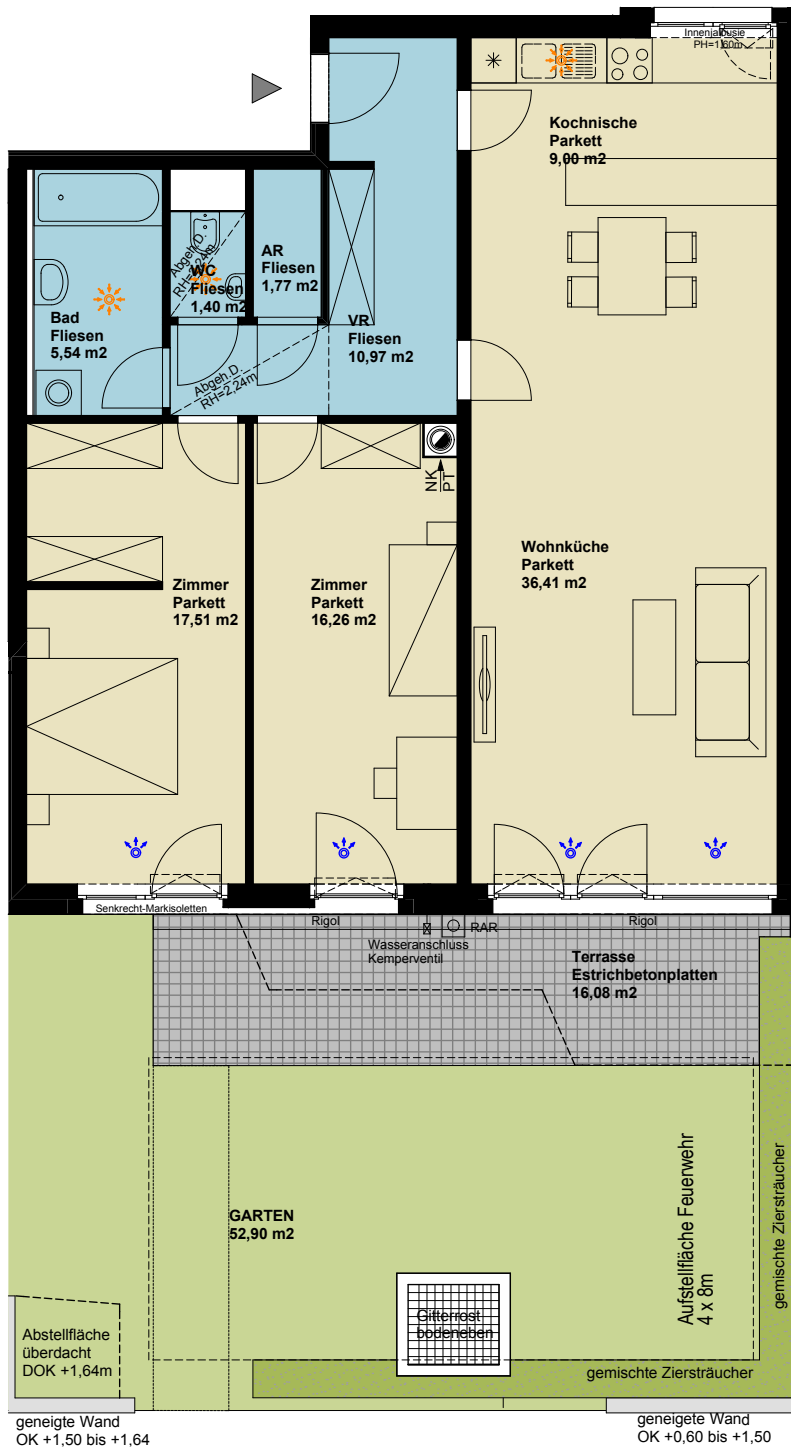 Innenjalousie
PH=1,60m
Kochnische
Parkett
9,00 m2
Abgeh.D.
RH=2,24m
WC
Fliesen
1,40 m2
AR
Fliesen
1,77 m2
Bad
Fliesen
5,54 m2
VR
Fliesen
10,97 m2
Abgeh.D.
RH=2,24m
NK
PT
Wohnküche
Parkett
36,41 m2
Zimmer
Parkett
17,51 m2
Zimmer
Parkett
16,26 m2
Senkrecht-Markisoletten
Rigol
RAR
Rigol
Wasseranschluss
Kemperventil
Terrasse
Estrichbetonplatten
16,08 m2
GARTEN
52,90 m2
Aufstellfläche Feuerwehr
4 x 8m
gemischte Ziersträucher
Gitterrost
bodeneben
Abstellfläche
überdacht
DOK +1,64m
gemischte Ziersträucher
geneigte Wand
OK +1,50 bis +1,64
geneigete Wand
OK +0,60 bis +1,50